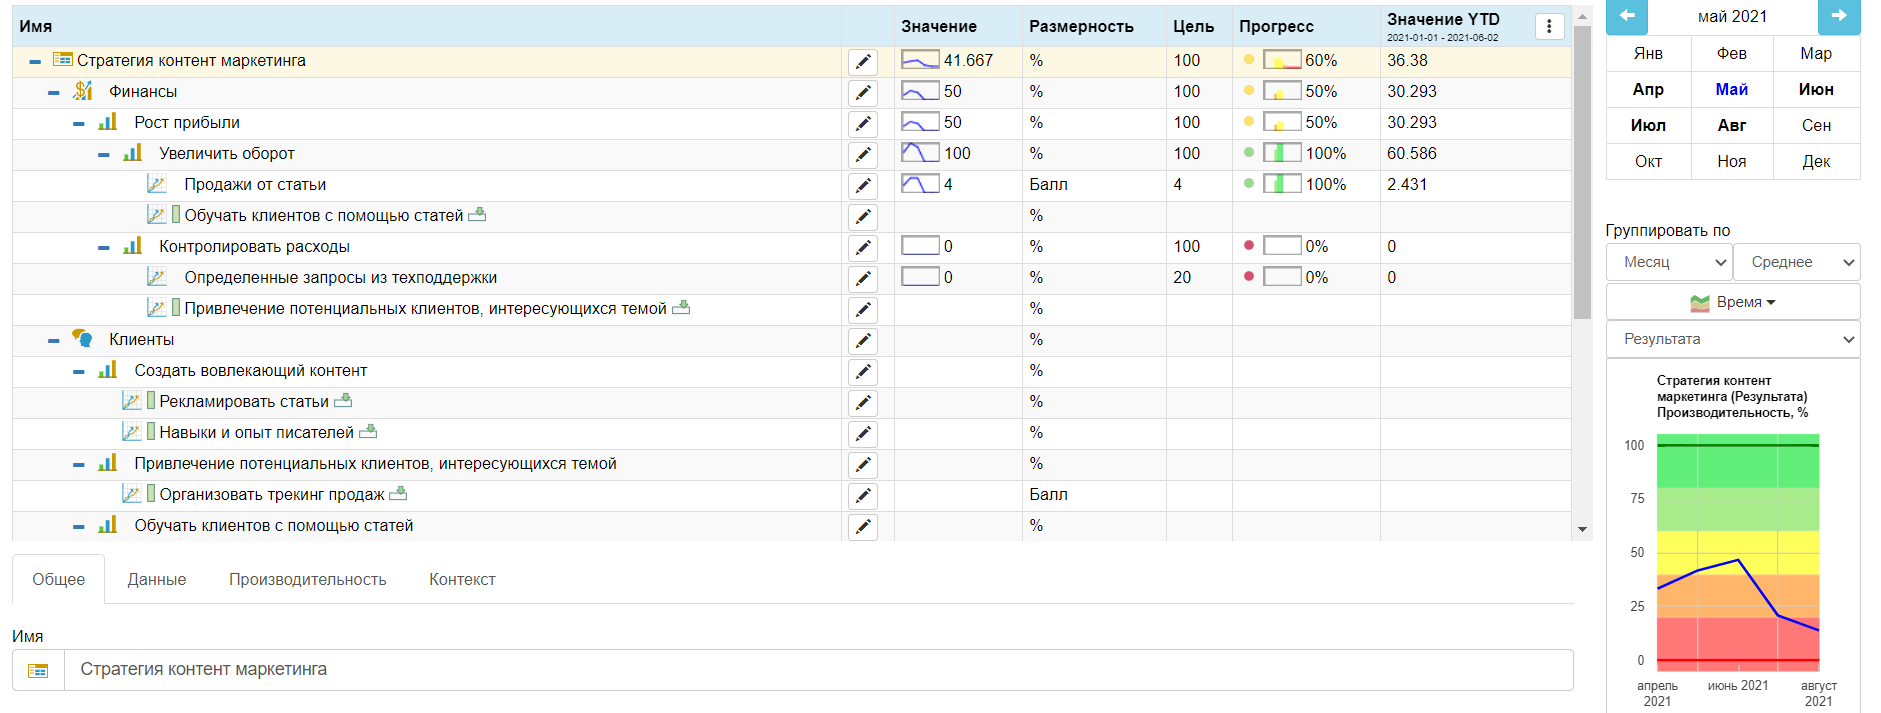 Имя Значение Размерность Цель Прогресс Значение YTD
2021-01-01 - 2021-06-02
Стратегия контент маркетинга 41.667 % 100 60% 36.38
Финансы 50 % 100 50% 30.293
Рост прибыли 50 % 100 50% 30.293
Увеличить оборот 100 % 100 100% 60.586
Продажи от статьи 4 Балл 4 100% 2.431
Обучать клиентов с помощью статей %
Контролировать расходы 0 % 100 0% 0
Определенные запросы из техподдержки 0 % 20 0% 0
Привлечение потенциальных клиентов, интересующихся темой %
Клиенты %
Создать вовлекающий контент %
Рекламировать статьи %
Навыки и опыт писателей %
Привлечение потенциальных клиентов, интересующихся темой %
Организовать трекинг продаж Балл
Обучать клиентов с помощью статей %
Общее Данные Производительность Контекст
Имя
Стратегия контент маркетинга
май 2021
Янв Фев Мар
Апр Май Июн
Июл Авг Сен
Окт Ноя Дек
Группировать по
Месяц Среднее
Время
Результата
Стратегия контент
маркетинга (Результата)
Производительность, %
100
75
50
25
0
апрель июнь 2021 август
2021 2021